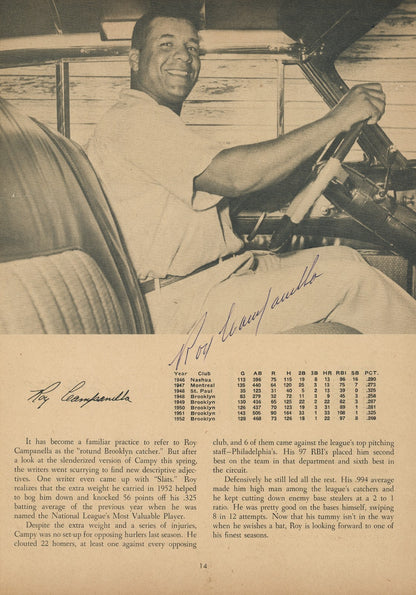 Roy Campanella
Year Club G AB R H 2B 3B HR RBI SB PCT.
1946 Nashua 113 396 75 115 19 8 13 96 16 .290
1947 Montreal 135 440 64 120 25 3 13 75 7 .273
1948 St. Paul 35 123 31 40 5 2 13 39 0 .325
1948 Brooklyn 83 279 32 72 11 3 9 45 3 .258
1949 Brooklyn 130 436 65 125 22 2 22 82 3 .287
1950 Brooklyn 126 437 70 123 19 3 31 89 1 .281
1951 Brooklyn 143 505 90 164 33 1 33 108 1 .325
1952 Brooklyn 128 468 73 126 18 1 22 97 8 .269
Roy Campanella
It has become a familiar practice to refer to Roy
Campanella as the "rotund Brooklyn catcher." But after
a look at the slenderized version of Campy this spring,
the writers went scurrying to find new descriptive adjec-
tives. One writer even came up with "Slats." Roy
realizes that the extra weight he carried in 1952 helped
to bog him down and knocked 56 points off his .325
batting average of the previous year when he was
named the National League's Most Valuable Player.
Despite the extra weight and a series of injuries,
Campy was no set-up for opposing hurlers last season. He
clouted 22 homers, at least one against every opposing
club, and 6 of them came against the league's top pitching
staff–Philadelphia's. His 97 RBI's placed him second
best on the team in that department and sixth best in
the circuit.
Defensively he still led all the rest. His .994 average
made him high man among the league's catchers and
he kept cutting down enemy base stealers at a 2 to 1
ratio. He was pretty good on the bases himself, swiping
8 in 12 attempts. Now that his tummy isn't in the way
when he swishes a bat, Roy is looking forward to one of
his finest seasons.
14